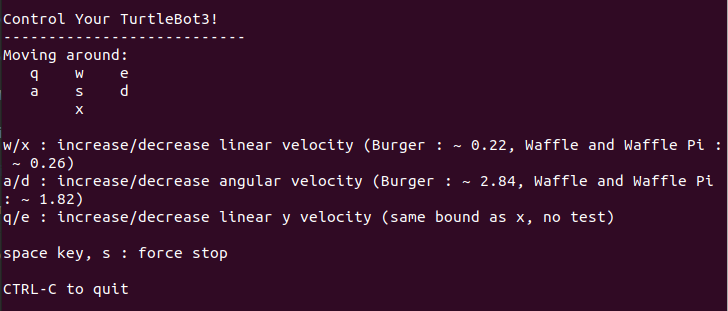 Control Your TurtleBot3!
---------------------------
Moving around:
   q    w    e
   a    s    d
        x
w/x : increase/decrease linear velocity (Burger : ~ 0.22, Waffle and Waffle Pi :
 ~ 0.26)
a/d : increase/decrease angular velocity (Burger : ~ 2.84, Waffle and Waffle Pi
: ~ 1.82)
q/e : increase/decrease linear y velocity (same bound as x, no test)
space key, s : force stop
CTRL-C to quit